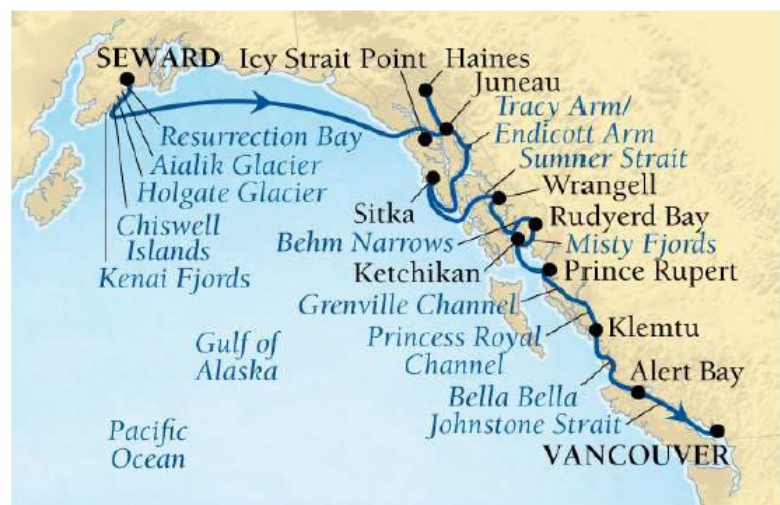 SEWARD
Icy Strait Point
Haines
Juneau
Tracy Arm/
Endicott Arm
Sumner Strait
Resurrection Bay
Aialik Glacier
Holgate Glacier
Chiswell
Islands
Kenai Fjords
Sitka
Wrangell
Rudyerd Bay
Behm Narrows
Misty Fjords
Ketchikan
Prince Rupert
Grenville Channel
Princess Royal
Channel
Klemtu
Gulf of
Alaska
Alert Bay
Bella Bella
Johnstone Strait
Pacific
Ocean
VANCOUVER